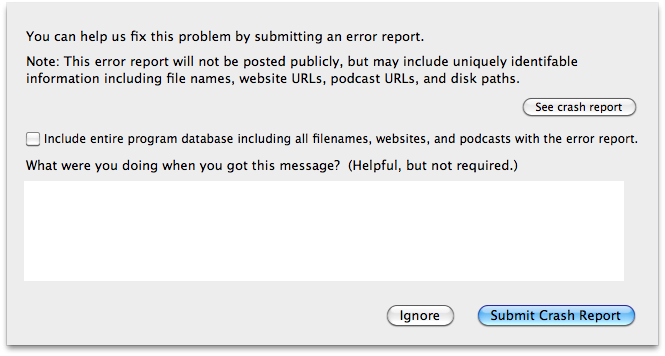 You can help us fix this problem by submitting an error report.
Note: This error report will not be posted publicly, but may include uniquely identifable
information including file names, website URLs, podcast URLs, and disk paths.
See crash report
Include entire program database including all filenames, websites, and podcasts with the error report.
What were you doing when you got this message?  (Helpful, but not required.)
Ignore
Submit Crash Report